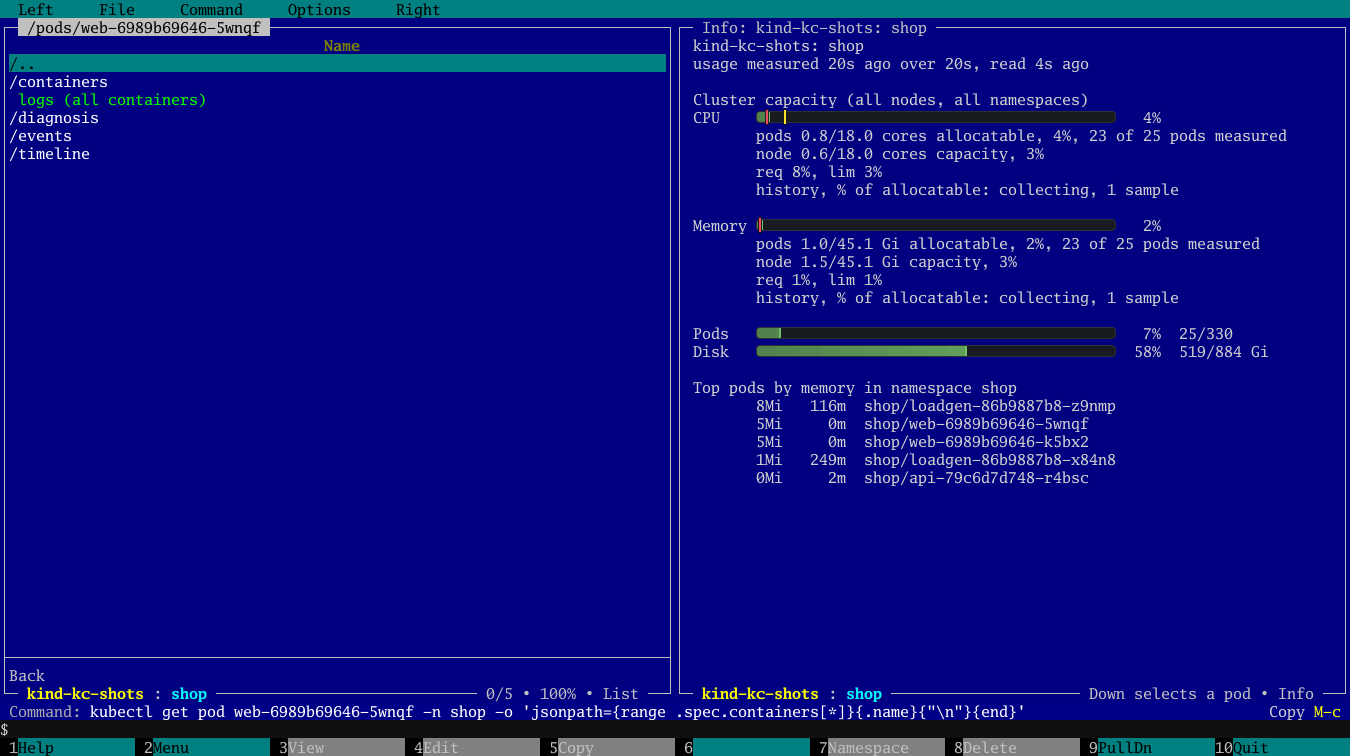 Left File Command Options Right
/pods/web-6989b69646-5wnqf
Name
/..
/containers
logs (all containers)
/diagnosis
/events
/timeline
Back
kind-kc-shots : shop 0/5 • 100% • List
Info: kind-kc-shots: shop
kind-kc-shots: shop
usage measured 20s ago over 20s, read 4s ago
Cluster capacity (all nodes, all namespaces)
CPU 4%
pods 0.8/18.0 cores allocatable, 4%, 23 of 25 pods measured
node 0.6/18.0 cores capacity, 3%
req 8%, lim 3%
history, % of allocatable: collecting, 1 sample
Memory 2%
pods 1.0/45.1 Gi allocatable, 2%, 23 of 25 pods measured
node 1.5/45.1 Gi capacity, 3%
req 1%, lim 1%
history, % of allocatable: collecting, 1 sample
Pods 7% 25/330
Disk 58% 519/884 Gi
Top pods by memory in namespace shop
8Mi 116m shop/loadgen-86b9887b8-z9nmp
5Mi 0m shop/web-6989b69646-5wnqf
5Mi 0m shop/web-6989b69646-k5bx2
1Mi 249m shop/loadgen-86b9887b8-x84n8
0Mi 2m shop/api-79c6d7d748-r4bsc
kind-kc-shots : shop Down selects a pod • Info
Command: kubectl get pod web-6989b69646-5wnqf -n shop -o 'jsonpath={range .spec.containers[*]}{.name}{"\n"}{end}' Copy M-c
$
1Help 2Menu 3View 4Edit 5Copy 6 7Namespace 8Delete 9PullDn 10Quit